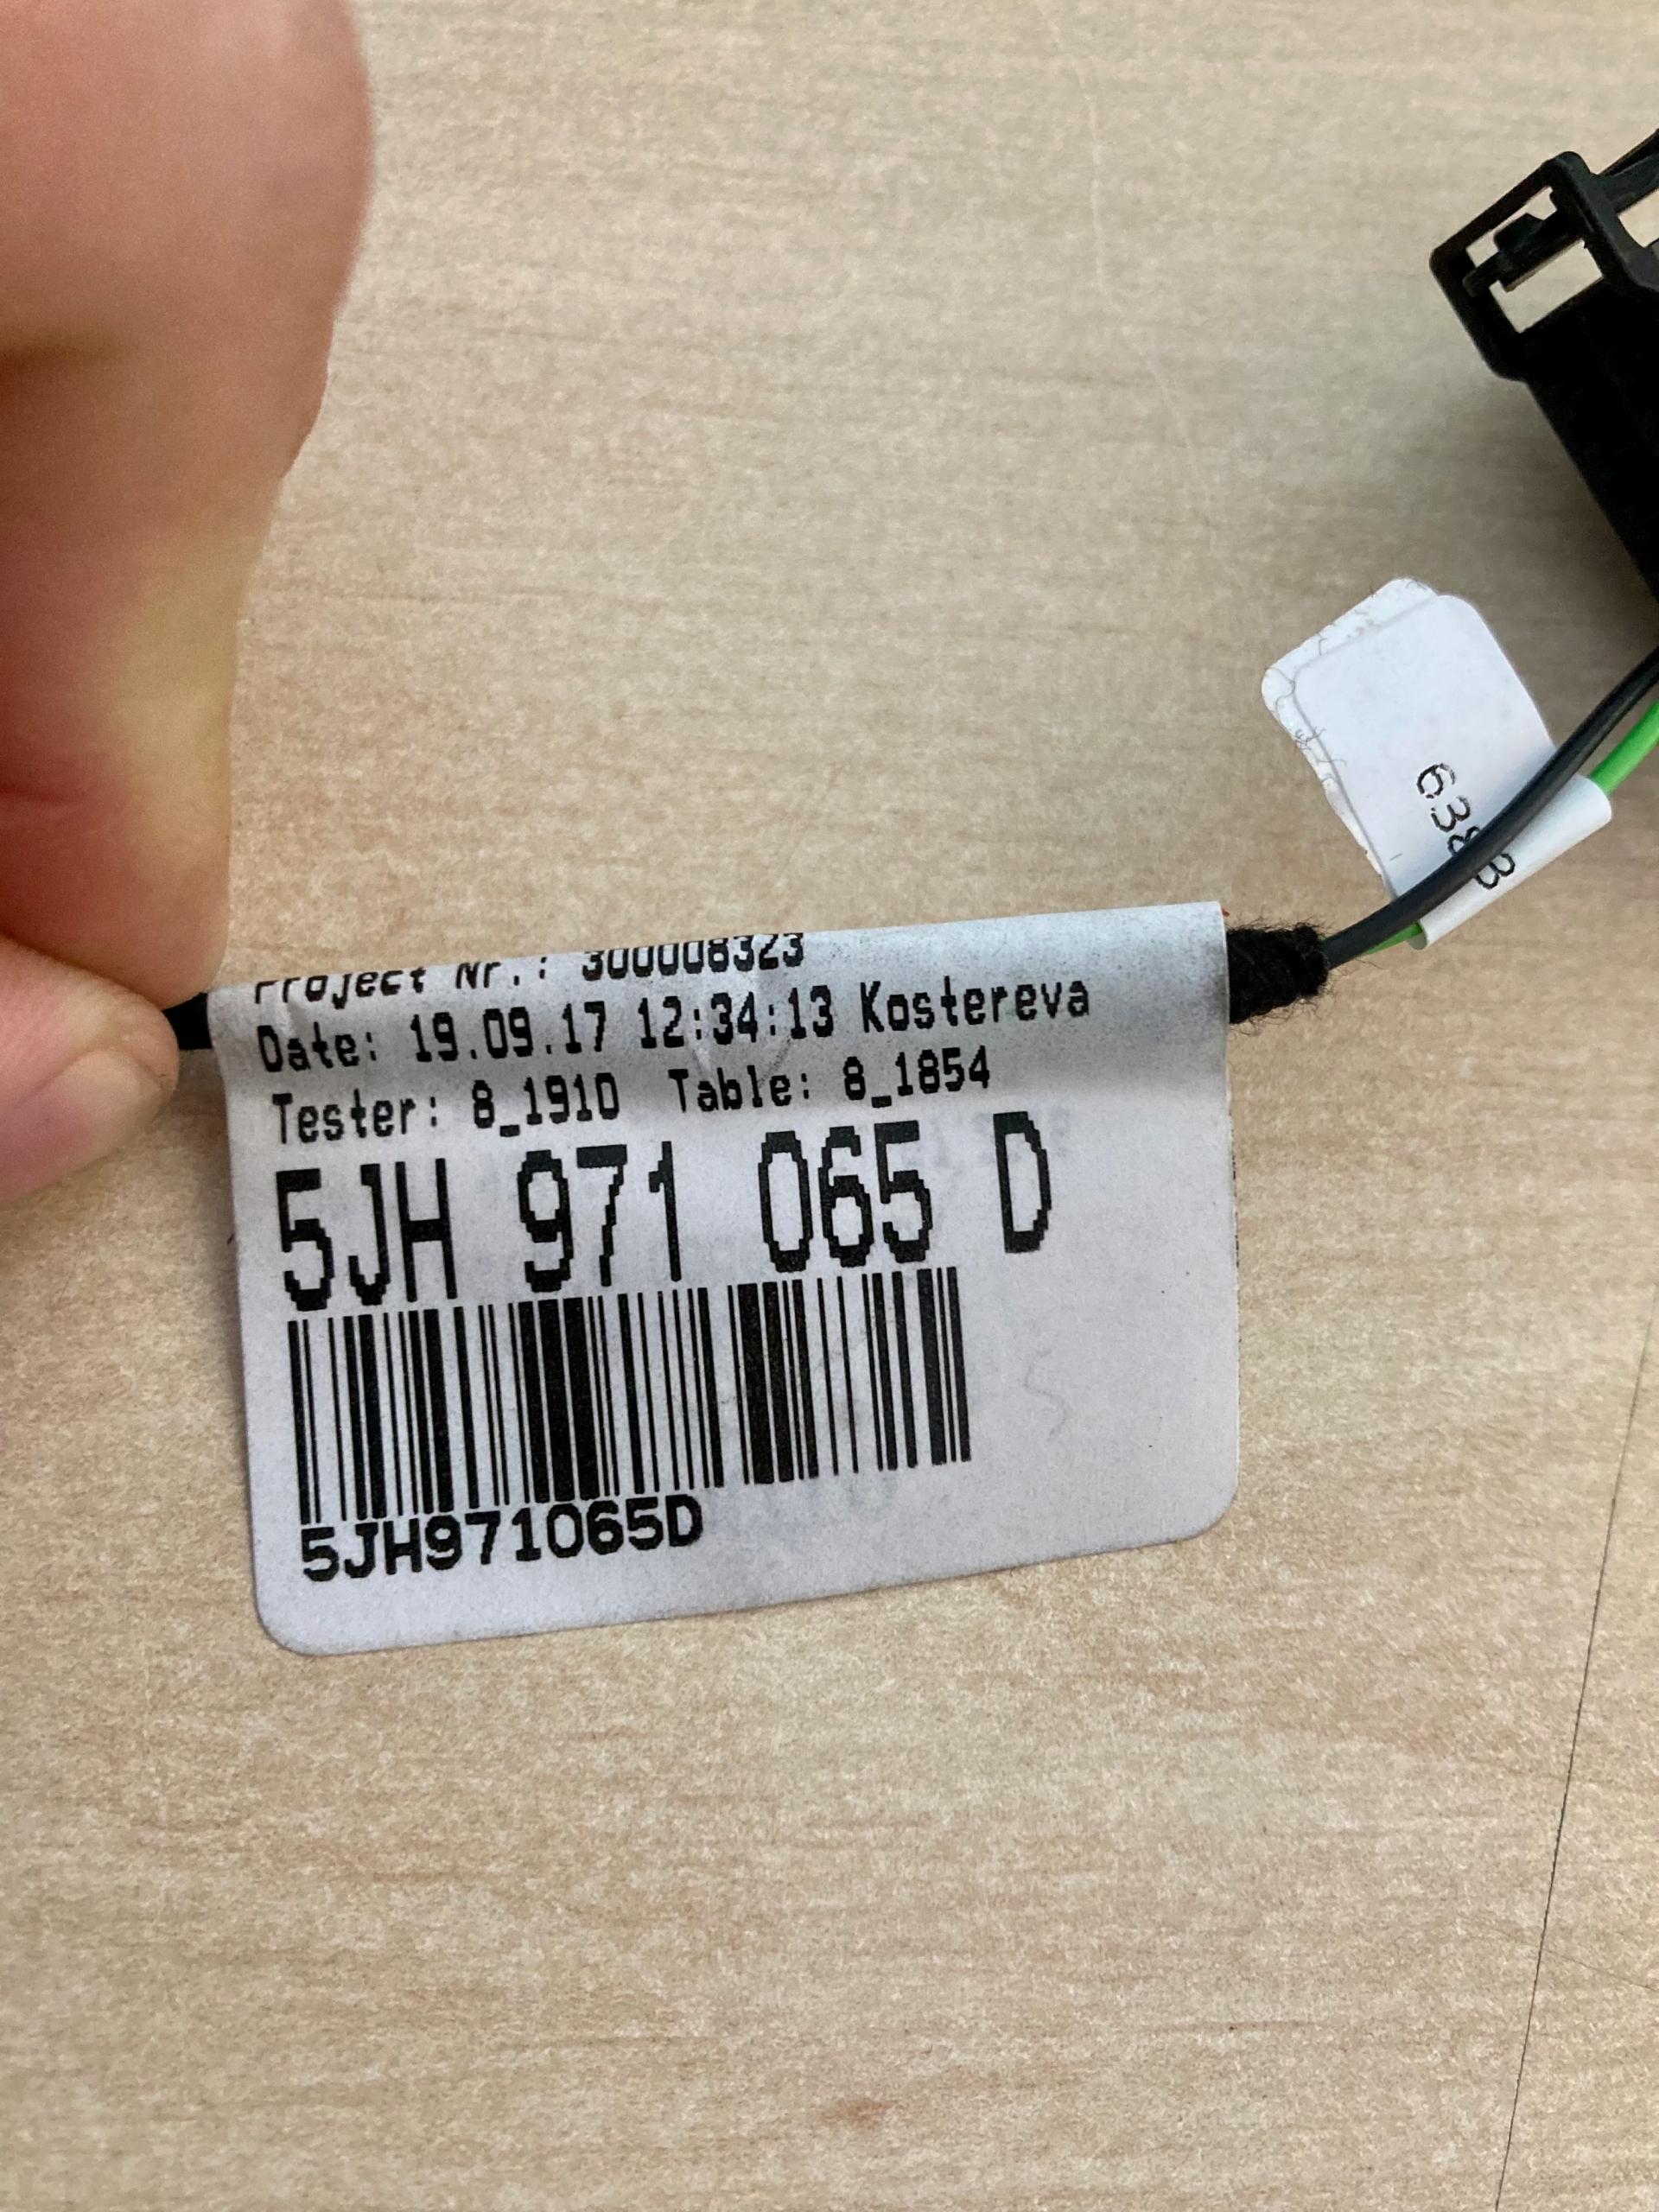 Project Nr.: 300008323
Date: 19.09.17 12:34:13 Kostereva
Tester: 8_1910 Table: 8_1854
5JH 971 065 D
5JH971065D
6383